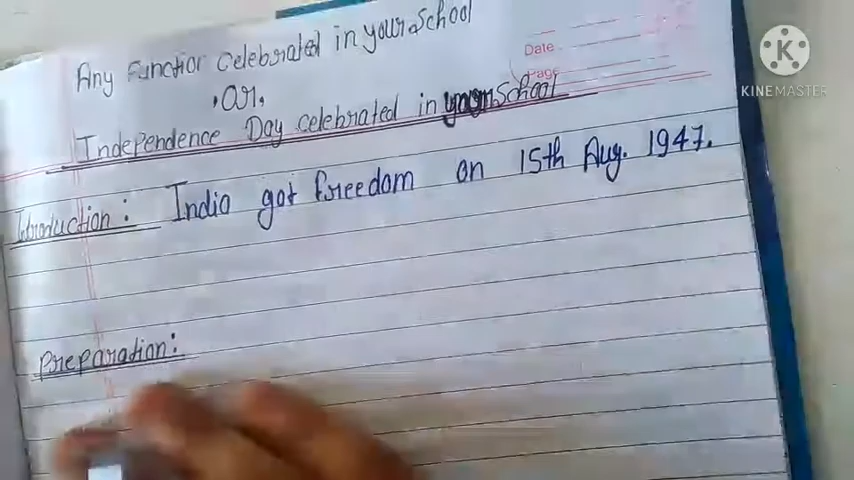 Any Function Celebrated in your School
Date
Page
. Or.
Independence Day celebrated in School
Introduction : India got freedom on 15th Aug. 1947.
Preparation :
KINEMASTER